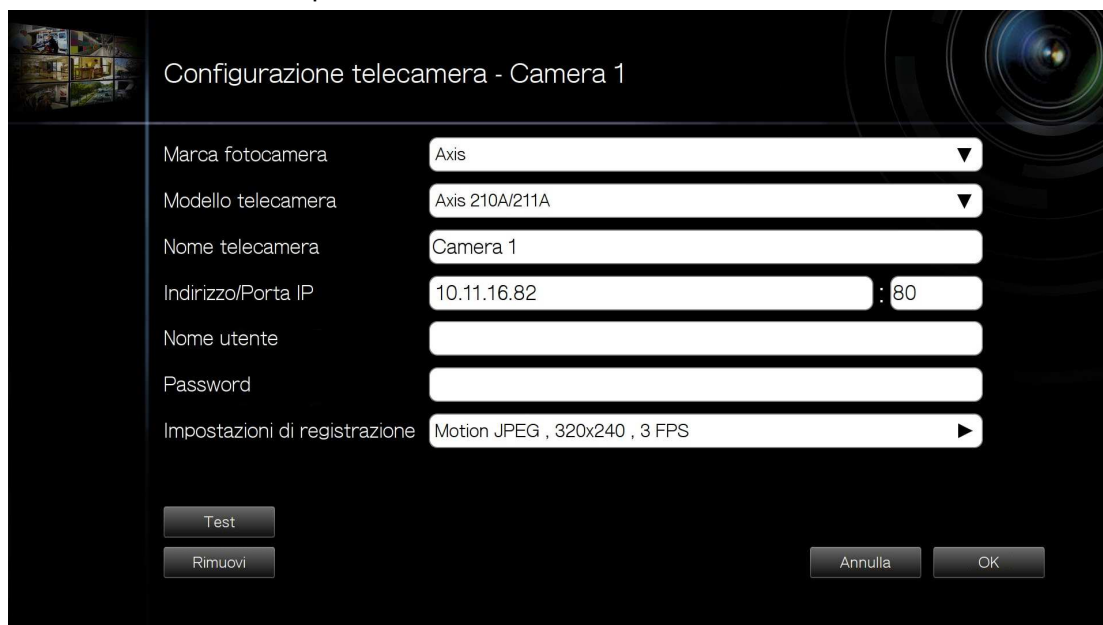 Configurazione telecamera - Camera 1
Marca fotocamera Axis
Modello telecamera Axis 210A/211A
Nome telecamera Camera 1
Indirizzo/Porta IP 10.11.16.82 : 80
Nome utente
Password
Impostazioni di registrazione Motion JPEG , 320x240 , 3 FPS
Test
Rimuovi Annulla OK